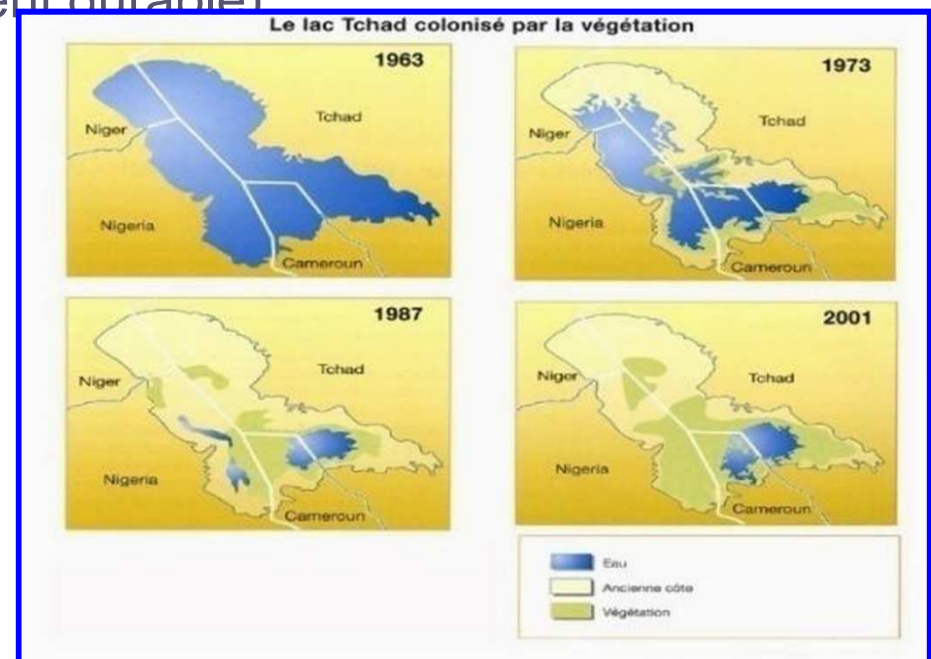 durable)
Le lac Tchad colonisé par la végétation
1963
Niger
Tchad
Nigeria
Cameroun
1973
Niger
Tchad
Nigeria
Cameroun
1987
Niger
Tchad
Nigeria
Cameroun
2001
Niger
Tchad
Nigeria
Cameroun
Eau
Ancienne côte
Végétation